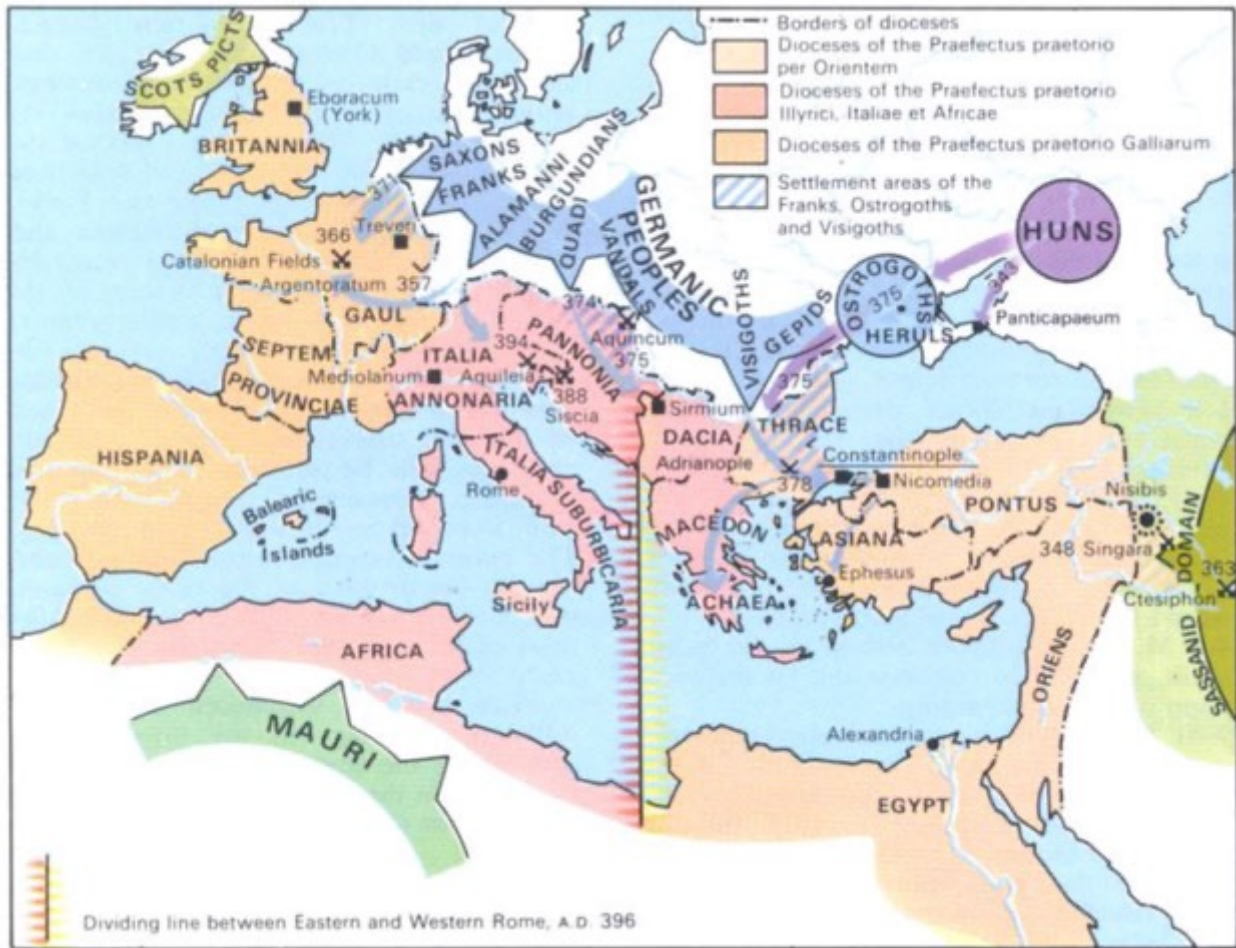 Borders of dioceses
Dioceses of the Praefectus praetorio
per Orientem
Dioceses of the Praefectus praetorio
Illyrici, Italiae et Africae
Dioceses of the Praefectus praetorio Galliarum
Settlement areas of the
Franks, Ostrogoths
and Visigoths
SCOTS PICTS
Eboracum
(York)
BRITANNIA
SAXONS
FRANKS
ALAMANNI
BURGUNDIANS
QUADI
VANDALS
GERMANIC
PEOPLES
VISIGOTHS
GEPIDS
OSTROGOTHS
375
HERULS
HUNS
343
Panticapaeum
371
Treveri
366
Catalonian Fields
Argentoratum
357
GAUL
SEPTEM
PROVINCIAE
HISPANIA
Balearic
Islands
374
Aquincum
375
PANNONIA
394
ITALIA
Mediolanum
Aquileia
ANNONARIA
388
Siscia
Sirmium
DACIA
375
THRACE
Adrianople
378
Constantinople
Nicomedia
PONTUS
Nisibis
348 Singara
363
Ctesiphon
SASSANID DOMAIN
ITALIA SUBURBICARIA
Rome
MACEDON
ASIANA
Ephesus
ACHAEA
Sicily
AFRICA
MAURI
ORIENS
Alexandria
EGYPT
Dividing line between Eastern and Western Rome, A.D. 396